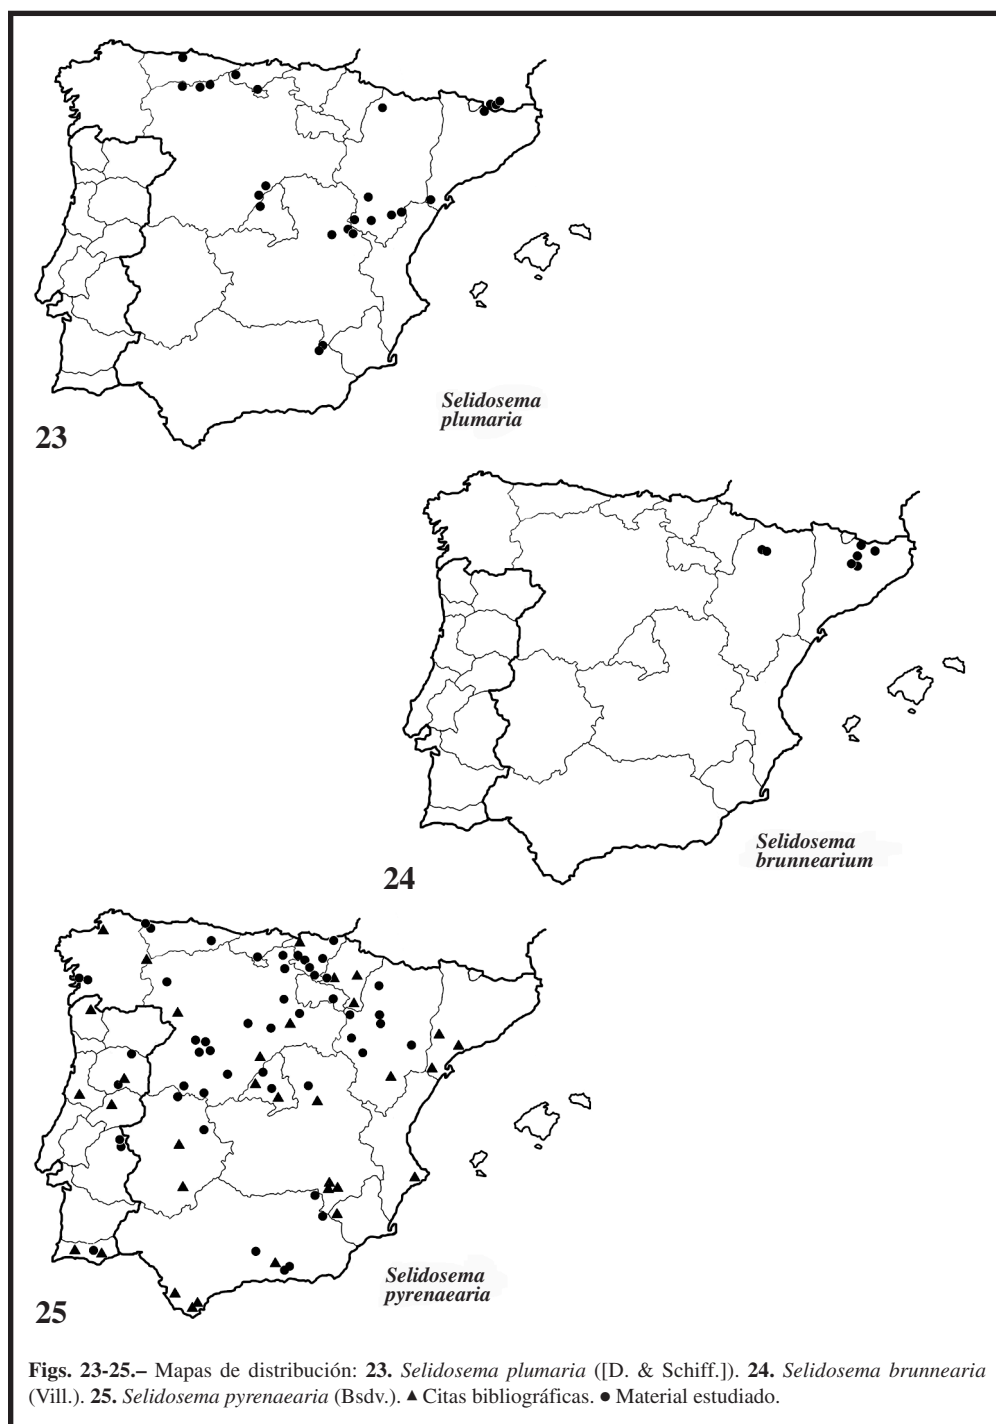 Selidosema
plumaria
23
Selidosema
brunnearium
24
Selidosema
pyrenaearia
25
Figs. 23-25.– Mapas de distribución: 23. Selidosema plumaria ([D. & Schiff.]). 24. Selidosema brunnearia
(Vill.). 25. Selidosema pyrenaearia (Bsdv.). ▲ Citas bibliográficas. ● Material estudiado.